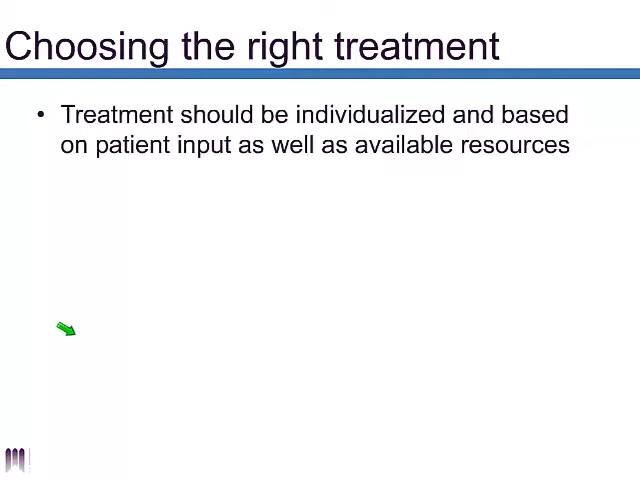 Choosing the right treatment
• Treatment should be individualized and based
on patient input as well as available resources